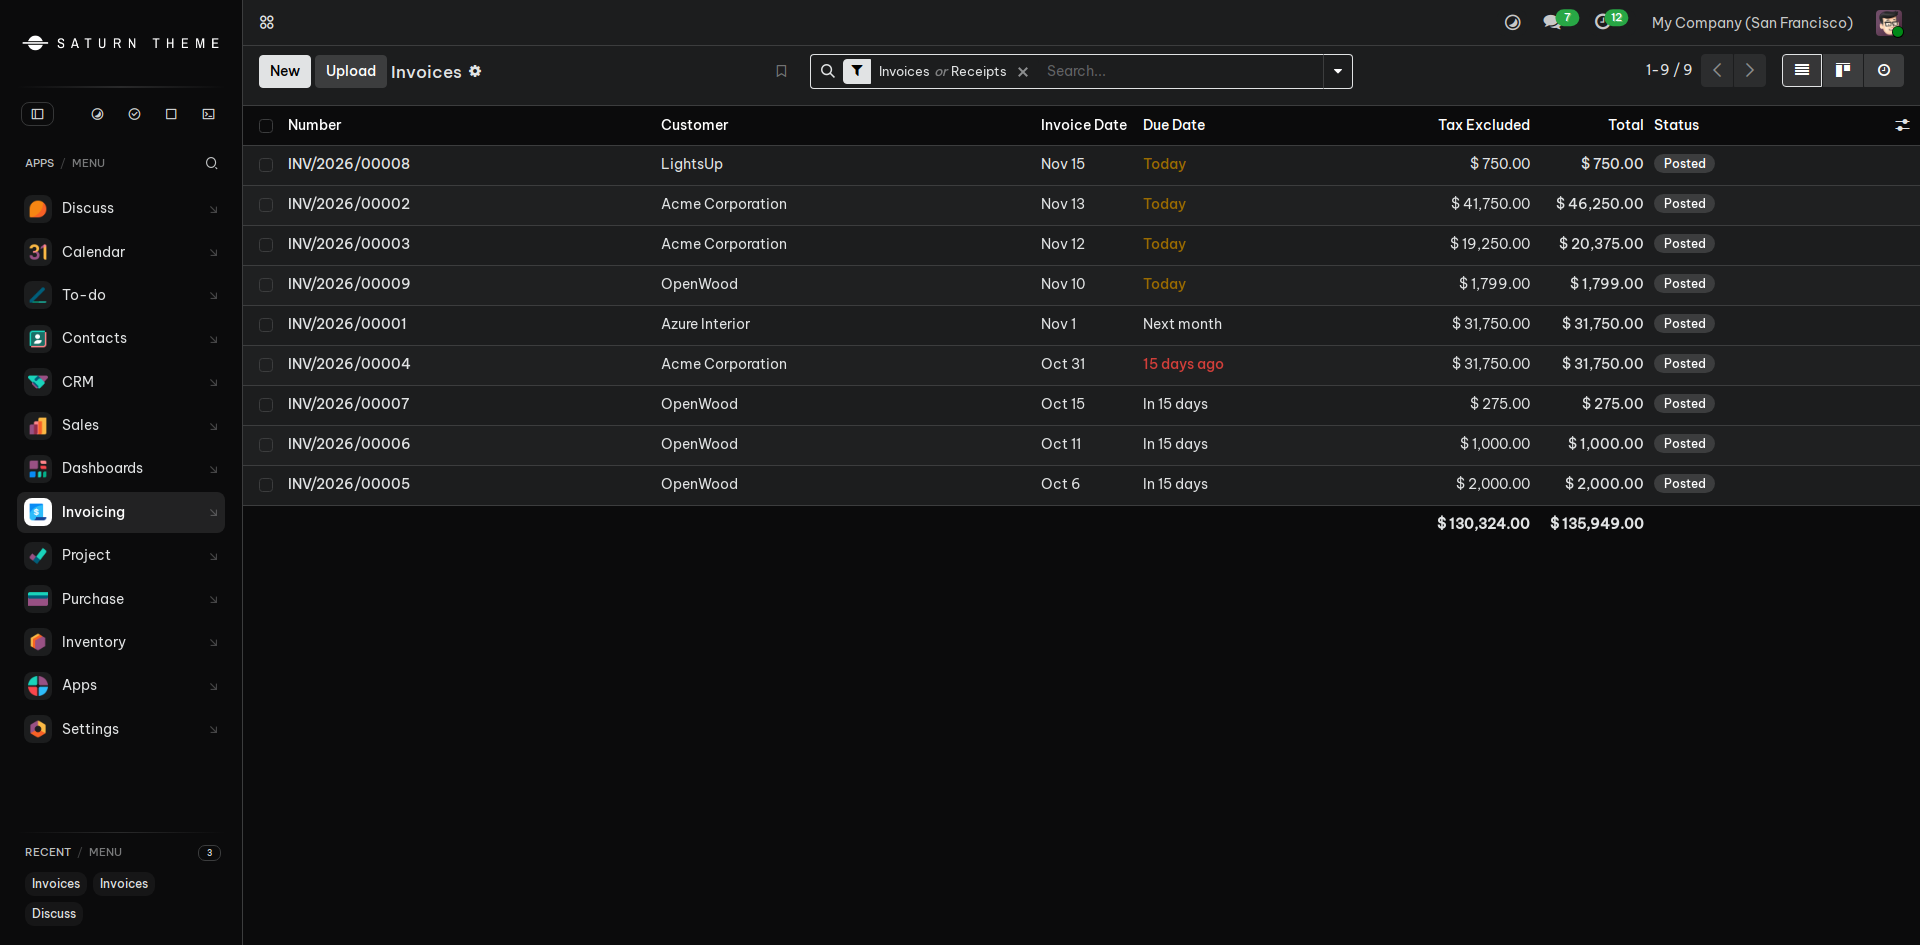 SATURN THEME
7
12
My Company (San Francisco)
New
Upload
Invoices
Invoices or Receipts
Search...
1-9 / 9
APPS / MENU
Discuss
31 Calendar
To-do
Contacts
CRM
Sales
Dashboards
Invoicing
Project
Purchase
Inventory
Apps
Settings
RECENT / MENU 3
Invoices Invoices
Discuss
Number Customer Invoice Date Due Date Tax Excluded Total Status
INV/2026/00008 LightsUp Nov 15 Today $ 750.00 $ 750.00 Posted
INV/2026/00002 Acme Corporation Nov 13 Today $ 41,750.00 $ 46,250.00 Posted
INV/2026/00003 Acme Corporation Nov 12 Today $ 19,250.00 $ 20,375.00 Posted
INV/2026/00009 OpenWood Nov 10 Today $ 1,799.00 $ 1,799.00 Posted
INV/2026/00001 Azure Interior Nov 1 Next month $ 31,750.00 $ 31,750.00 Posted
INV/2026/00004 Acme Corporation Oct 31 15 days ago $ 31,750.00 $ 31,750.00 Posted
INV/2026/00007 OpenWood Oct 15 In 15 days $ 275.00 $ 275.00 Posted
INV/2026/00006 OpenWood Oct 11 In 15 days $ 1,000.00 $ 1,000.00 Posted
INV/2026/00005 OpenWood Oct 6 In 15 days $ 2,000.00 $ 2,000.00 Posted
$ 130,324.00 $ 135,949.00